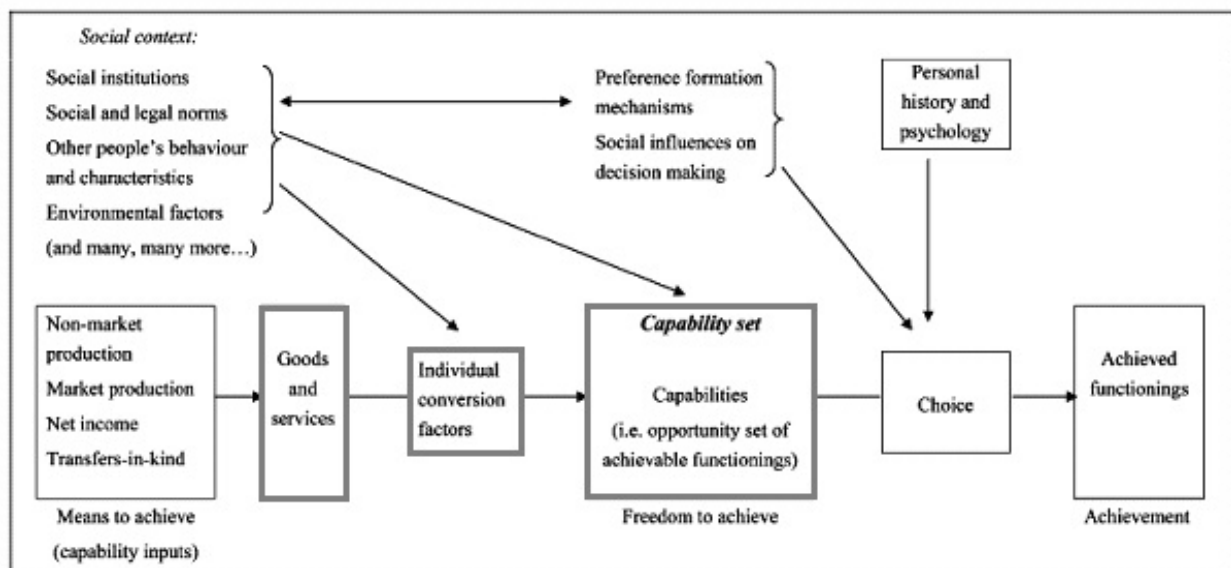 Social context:
Social institutions
Social and legal norms
Other people's behaviour
and characteristics
Environmental factors
(and many, many more...)
Preference formation
mechanisms
Social influences on
decision making
Personal
history and
psychology
Non-market
production
Market production
Net income
Transfers-in-kind
Means to achieve
(capability inputs)
Goods
and
services
Individual
conversion
factors
Capability set
Capabilities
(i.e. opportunity set of
achievable functionings)
Freedom to achieve
Choice
Achieved
functionings
Achievement